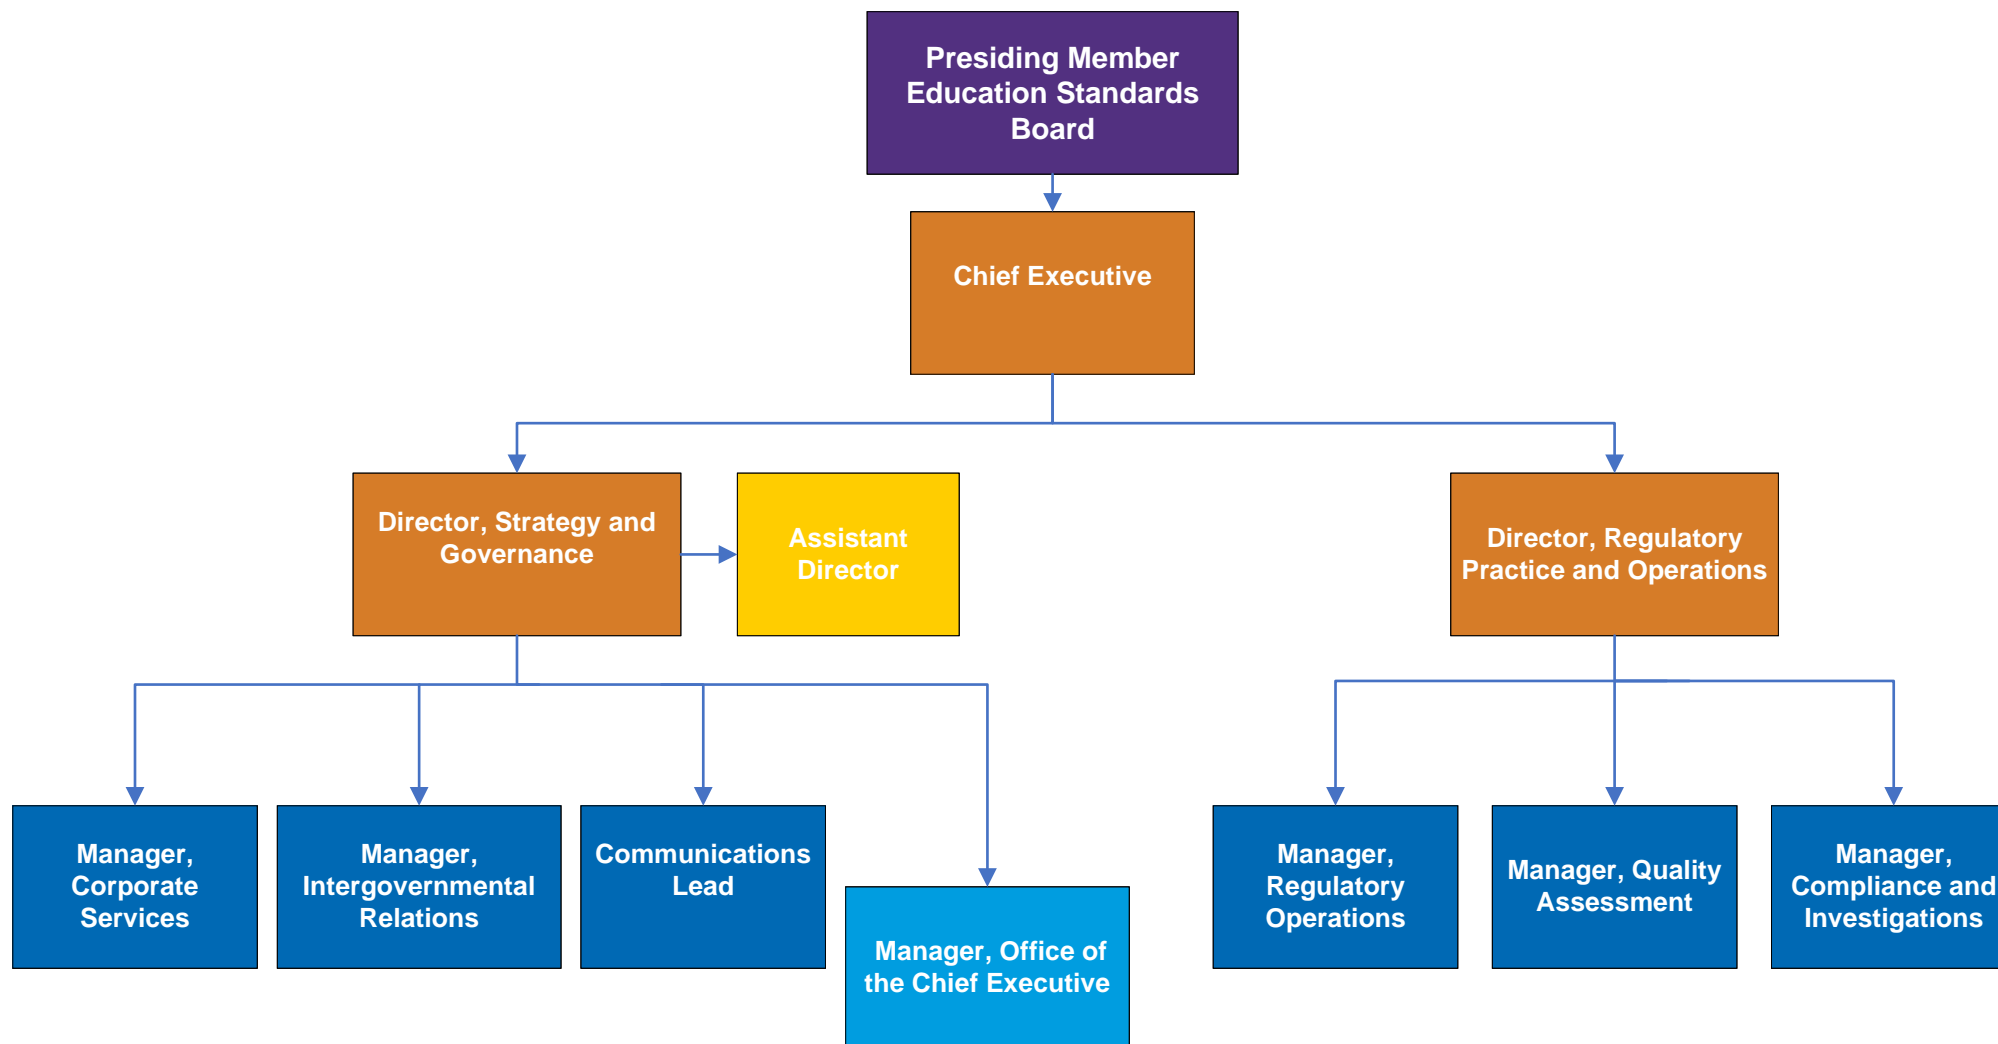 Presiding Member
Education Standards
Board
Chief Executive
Director, Strategy and
Governance
Assistant
Director
Director, Regulatory
Practice and Operations
Manager,
Corporate
Services
Manager,
Intergovernmental
Relations
Communications
Lead
Manager, Office of
the Chief Executive
Manager,
Regulatory
Operations
Manager, Quality
Assessment
Manager,
Compliance and
Investigations